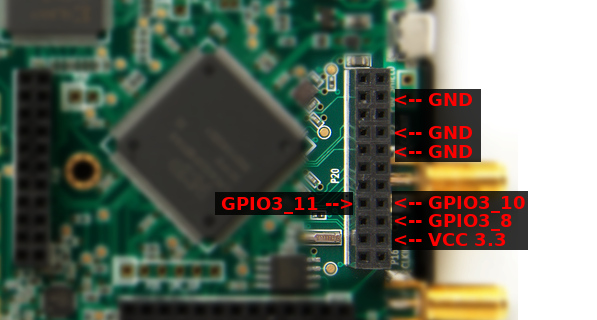 <-- GND
<-- GND
<-- GND
P20
GPIO3_11 -->
<-- GPIO3_10
<-- GPIO3_8
<-- VCC 3.3